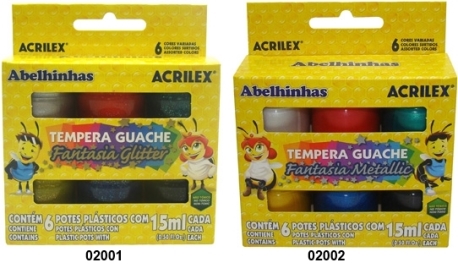 ACRILEX®
6 CORES VARIADAS
COLORES SURTIDOS
ASSORTED COLORS
Abelhinhas
ACRILEX®
TEMPERA GUACHE
Fantasia Glitter
CONTÉM 6 POTES PLÁSTICOS COM 15ml CADA
CONTIENE POTES PLÁSTICOS CON CADA
CONTAINS PLASTIC POTS WITH EACH
02001
ACRILEX®
6 CORES VARIADAS
COLORES SURTIDOS
ASSORTED COLORS
Abelhinhas
ACRILEX®
TEMPERA GUACHE
Fantasia Metallic
CONTÉM 6 POTES PLÁSTICOS COM 15ml CADA
CONTIENE POTES PLÁSTICOS CON CADA
CONTAINS PLASTIC POTS WITH EACH
02002